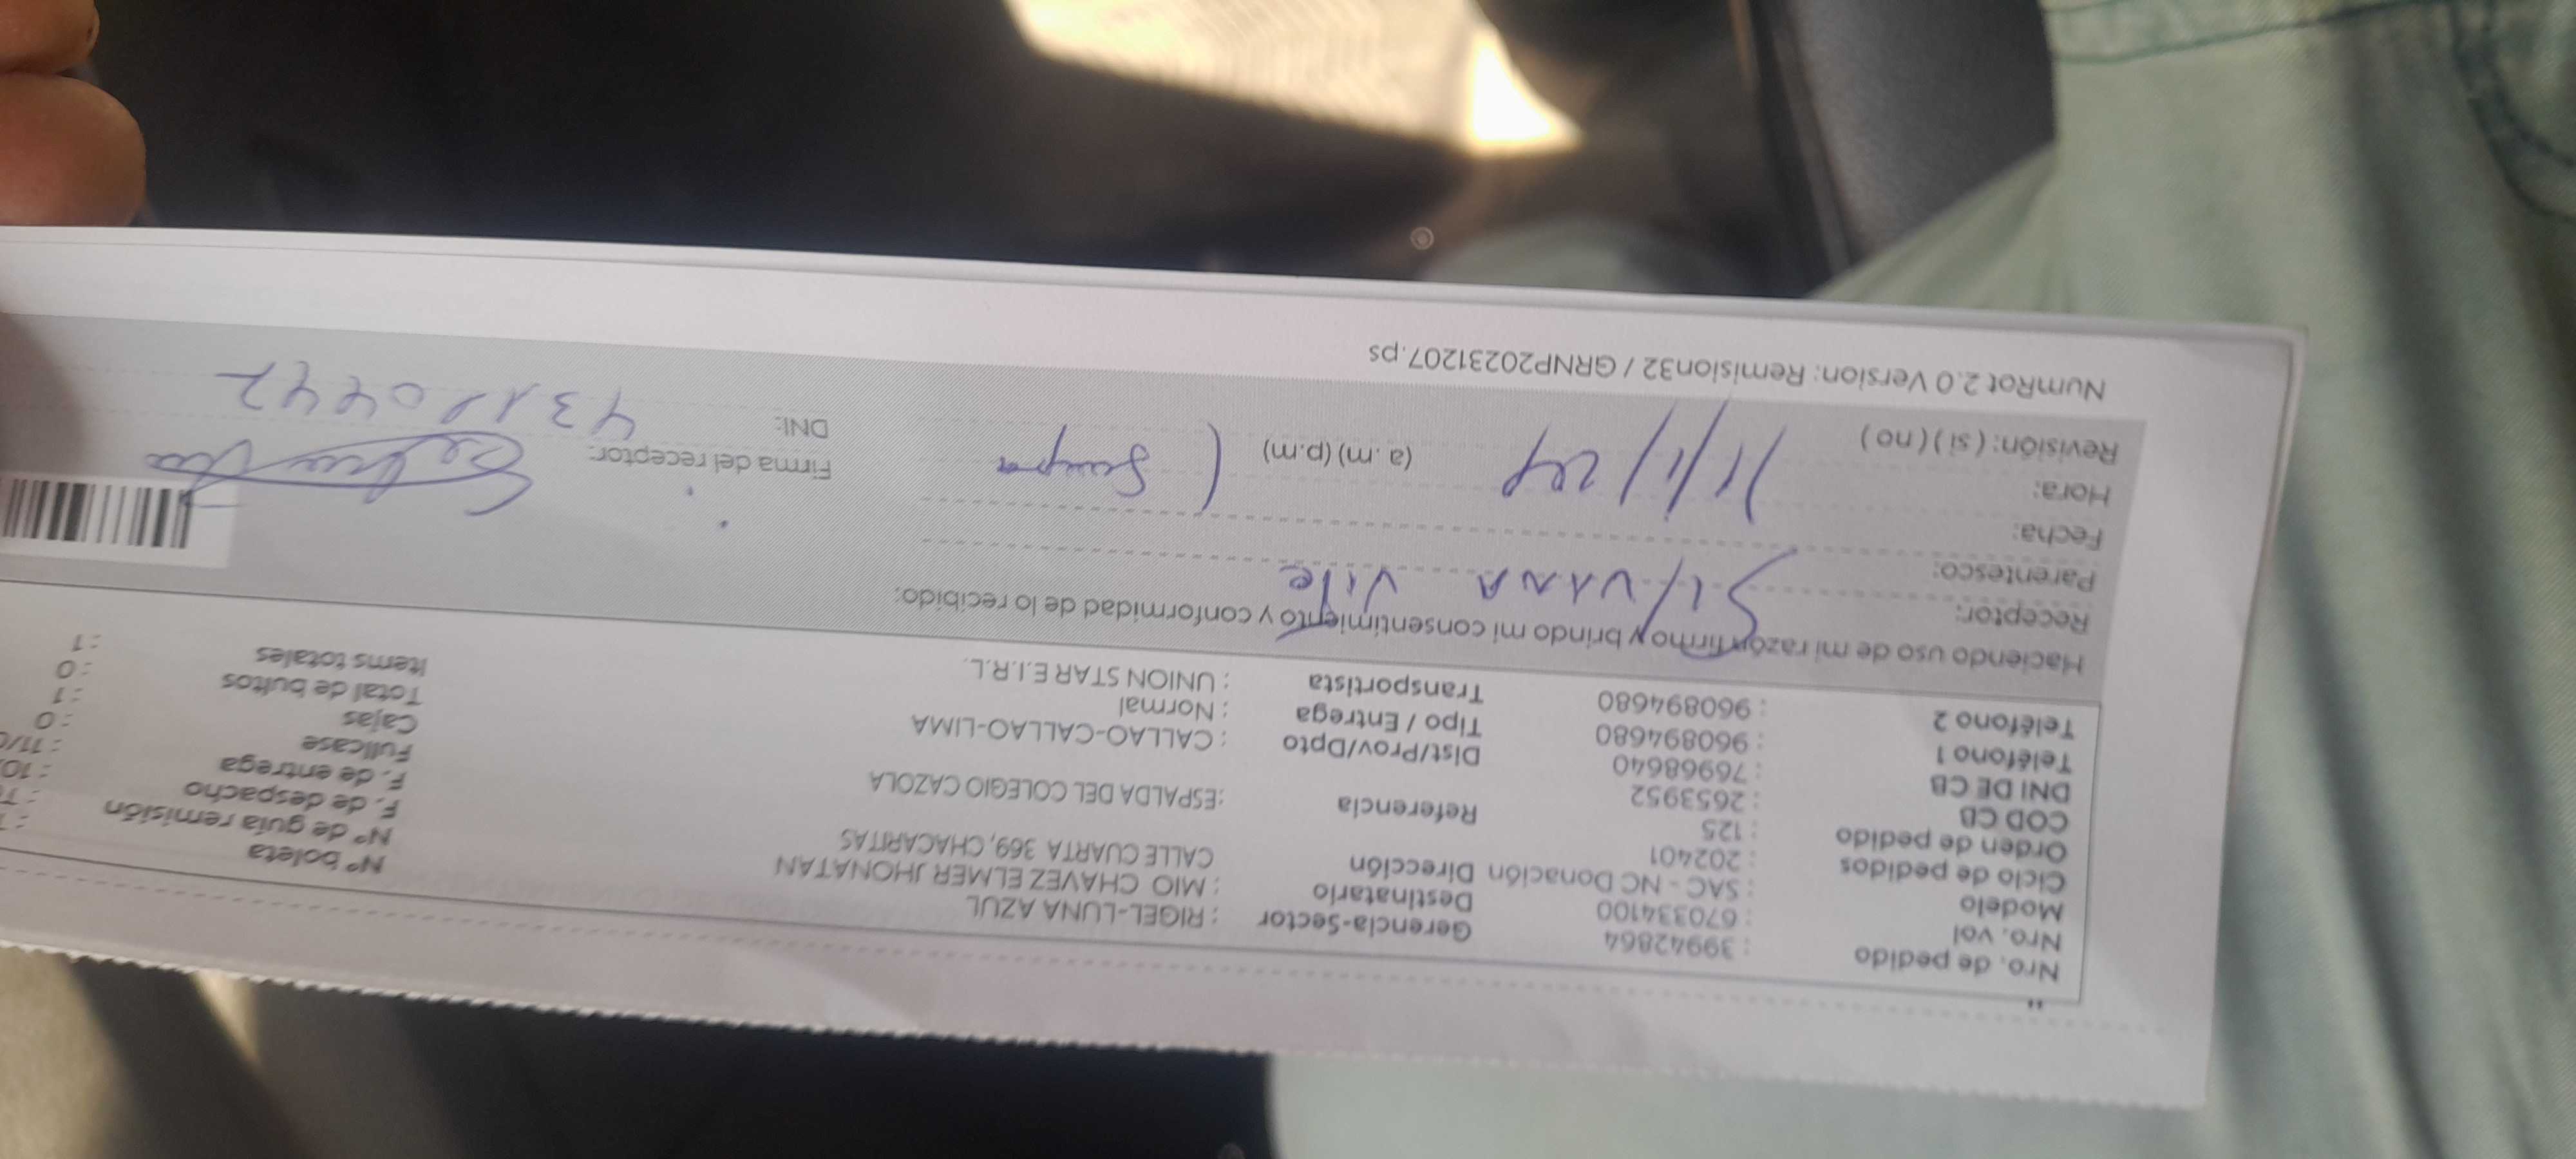 "
Nro. de pedido : 39942864 Gerencia-Sector : RIGEL-LUNA AZUL Nº boleta
Nro. vol : 670334100 Destinatario : MIO CHAVEZ ELMER JHONATAN Nº de guía remisión
Modelo : SAC - NC Donación Dirección CALLE CUARTA 369, CHACARITAS F. de despacho : 10
Ciclo de pedidos : 202401 F. de entrega : 11/0
Orden de pedido : 125 Referencia :ESPALDA DEL COLEGIO CAZOLA Fullcase : 0
COD CB : 2653952 Cajas : 1
DNI DE CB : 76968640 Dist/Prov/Dpto : CALLAO-CALLAO-LIMA Total de bultos : 0
Teléfono 1 : 960894680 Tipo / Entrega : Normal Items totales : 1
Teléfono 2 : 960894680 Transportista : UNION STAR E.I.R.L.
Haciendo uso de mi razón firmo y brindo mi consentimiento y conformidad de lo recibido.
Receptor: Silvana Vite
Parentesco:
Fecha: 11/1/24
Hora: (a.m) (p.m) Firma del receptor:
Revisión: ( si ) ( no ) DNI:
NumRot 2.0 Version: Remision32 / GRNP20231207.ps